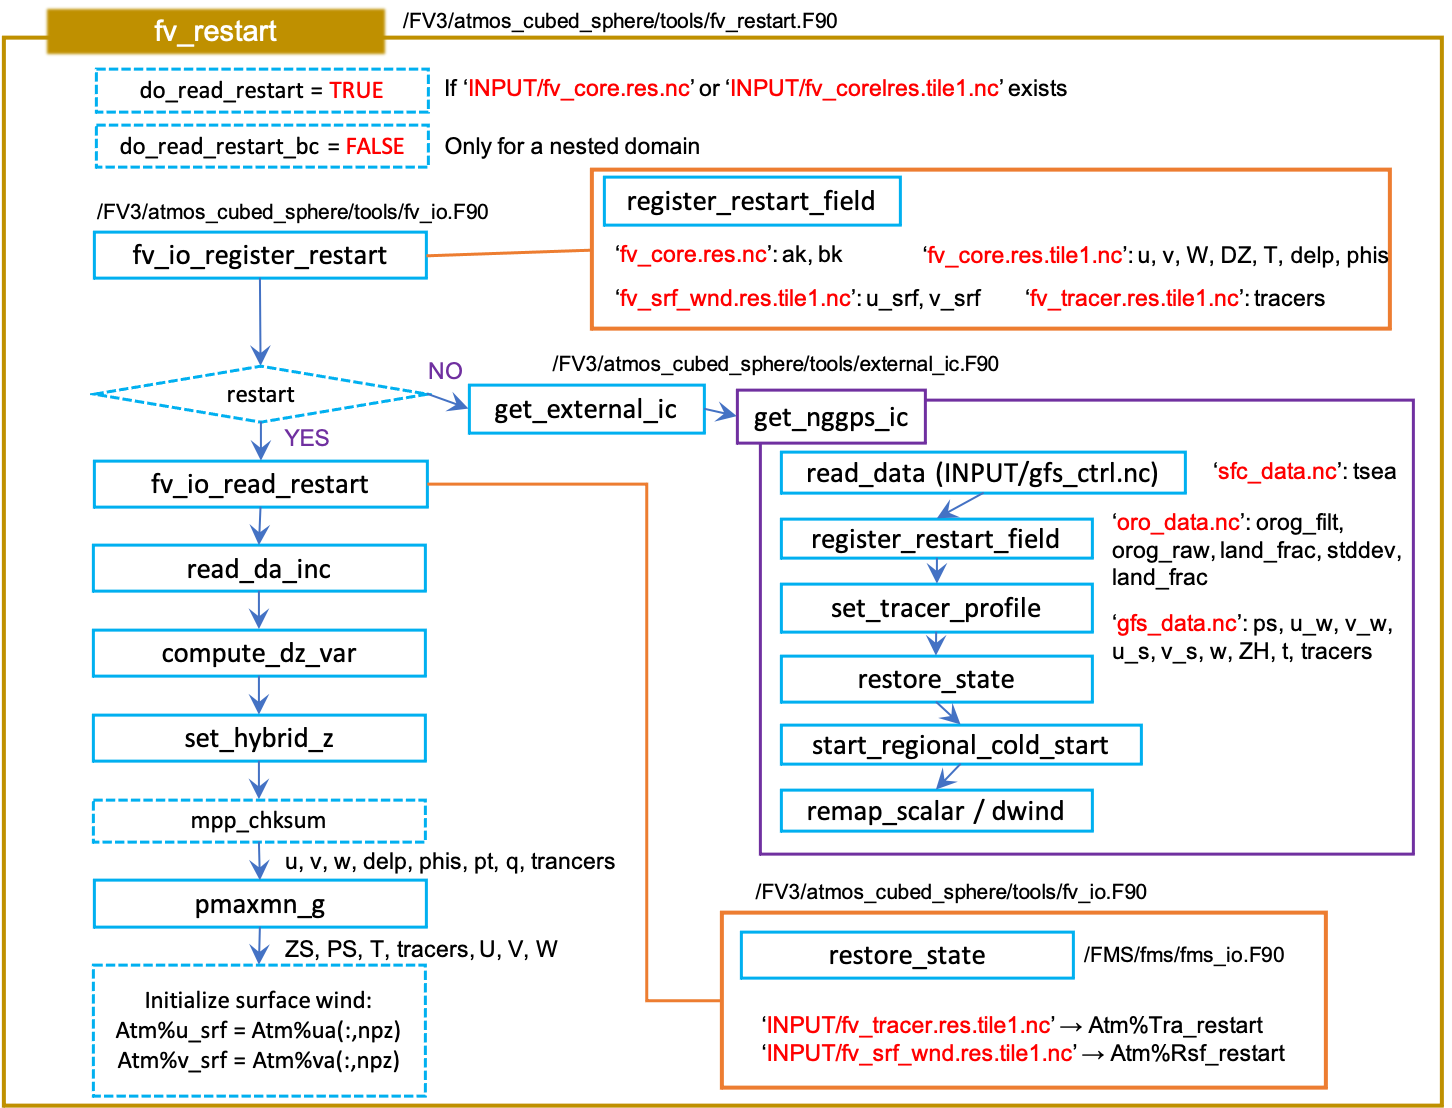 fv_restart
/FV3/atmos_cubed_sphere/tools/fv_restart.F90
do_read_restart = TRUE
If ‘INPUT/fv_core.res.nc’ or ‘INPUT/fv_corelres.tile1.nc’ exists
do_read_restart_bc = FALSE
Only for a nested domain
/FV3/atmos_cubed_sphere/tools/fv_io.F90
fv_io_register_restart
register_restart_field
‘fv_core.res.nc’: ak, bk
‘fv_core.res.tile1.nc’: u, v, W, DZ, T, delp, phis
‘fv_srf_wnd.res.tile1.nc’: u_srf, v_srf
‘fv_tracer.res.tile1.nc’: tracers
restart
NO
YES
/FV3/atmos_cubed_sphere/tools/external_ic.F90
get_external_ic
get_nggps_ic
read_data (INPUT/gfs_ctrl.nc)
‘sfc_data.nc’: tsea
register_restart_field
‘oro_data.nc’: orog_filt,
orog_raw, land_frac, stddev,
land_frac
set_tracer_profile
‘gfs_data.nc’: ps, u_w, v_w,
u_s, v_s, w, ZH, t, tracers
restore_state
start_regional_cold_start
remap_scalar / dwind
fv_io_read_restart
read_da_inc
compute_dz_var
set_hybrid_z
mpp_chksum
u, v, w, delp, phis, pt, q, trancers
pmaxmn_g
ZS, PS, T, tracers, U, V, W
Initialize surface wind:
Atm%u_srf = Atm%ua(:,npz)
Atm%v_srf = Atm%va(:,npz)
/FV3/atmos_cubed_sphere/tools/fv_io.F90
restore_state
/FMS/fms/fms_io.F90
‘INPUT/fv_tracer.res.tile1.nc’ → Atm%Tra_restart
‘INPUT/fv_srf_wnd.res.tile1.nc’ → Atm%Rsf_restart